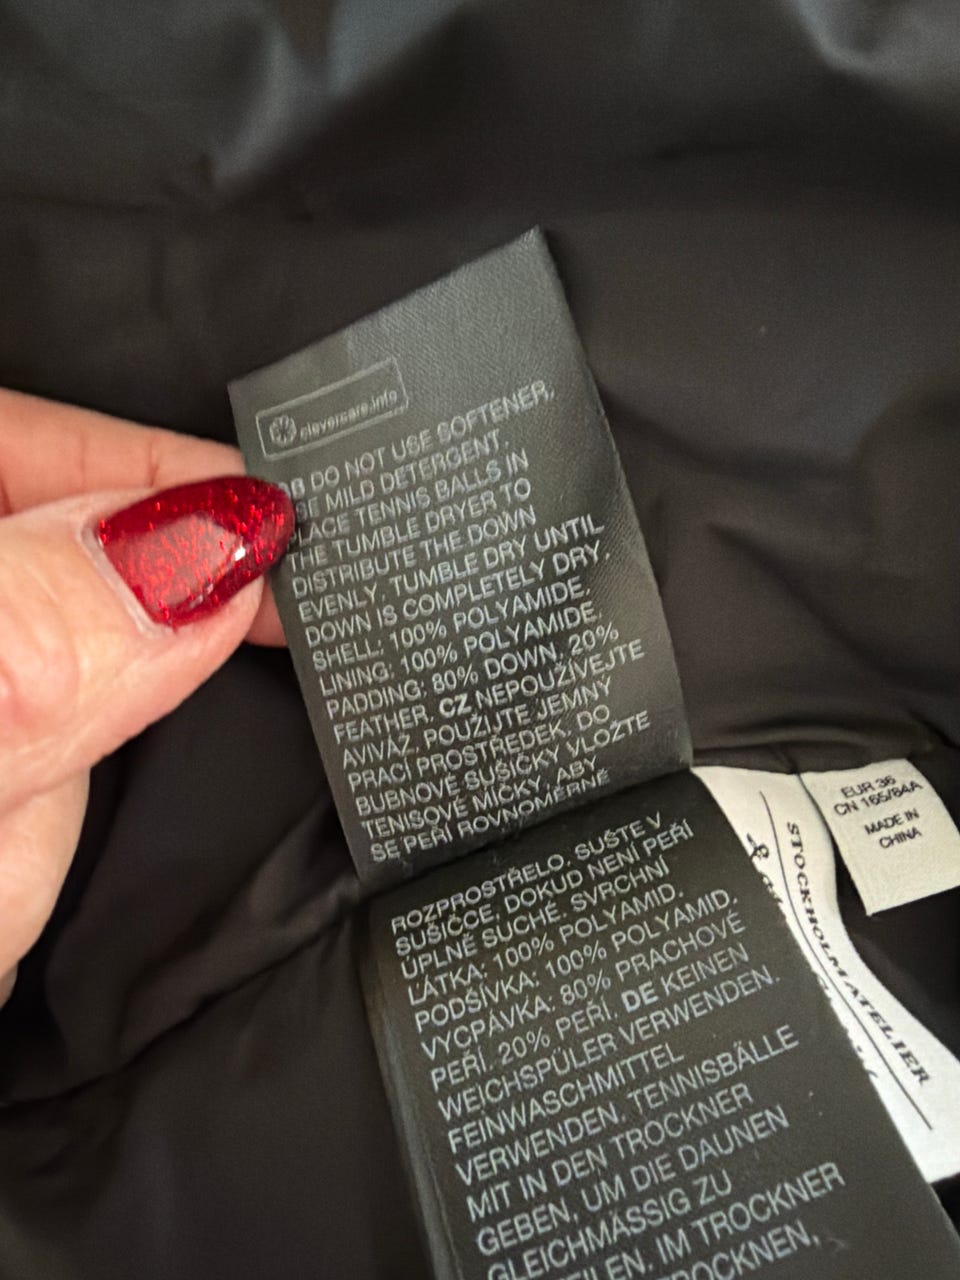 clevercare.info
DO NOT USE SOFTENER,
MILD DETERGENT.
TENNIS BALLS IN
THE TUMBLE DRYER TO
DISTRIBUTE THE DOWN
EVENLY. TUMBLE DRY UNTIL
DOWN IS COMPLETELY DRY.
SHELL: 100% POLYAMIDE.
LINING: 100% POLYAMIDE.
PADDING: 80% DOWN, 20%
FEATHER. CZ NEPOUŽÍVEJTE
AVIVÁŽ. POUŽIJTE JEMNÝ
PRACÍ PROSTŘEDEK. DO
BUBNOVÉ SUŠIČKY VLOŽTE
TENISOVÉ MÍČKY, ABY
SE PEŘÍ ROVNOMĚRNĚ
ROZPROSTŘELO. SUŠTE V
SUŠIČCE, DOKUD NENÍ PEŘÍ
ÚPLNĚ SUCHÉ. SVRCHNÍ
LÁTKA: 100% POLYAMID.
PODŠÍVKA: 100% POLYAMID.
VYCPÁVKA: 80% PRACHOVÉ
PEŘÍ, 20% PEŘÍ. DE KEINEN
WEICHSPÜLER VERWENDEN.
FEINWASCHMITTEL
VERWENDEN. TENNISBÄLLE
MIT IN DEN TROCKNER
GEBEN, UM DIE DAUNEN
GLEICHMÄSSIG ZU
IM TROCKNER
EUR 36
CN 165/84A
MADE IN
CHINA
STOCKHOLM ATELIER
&